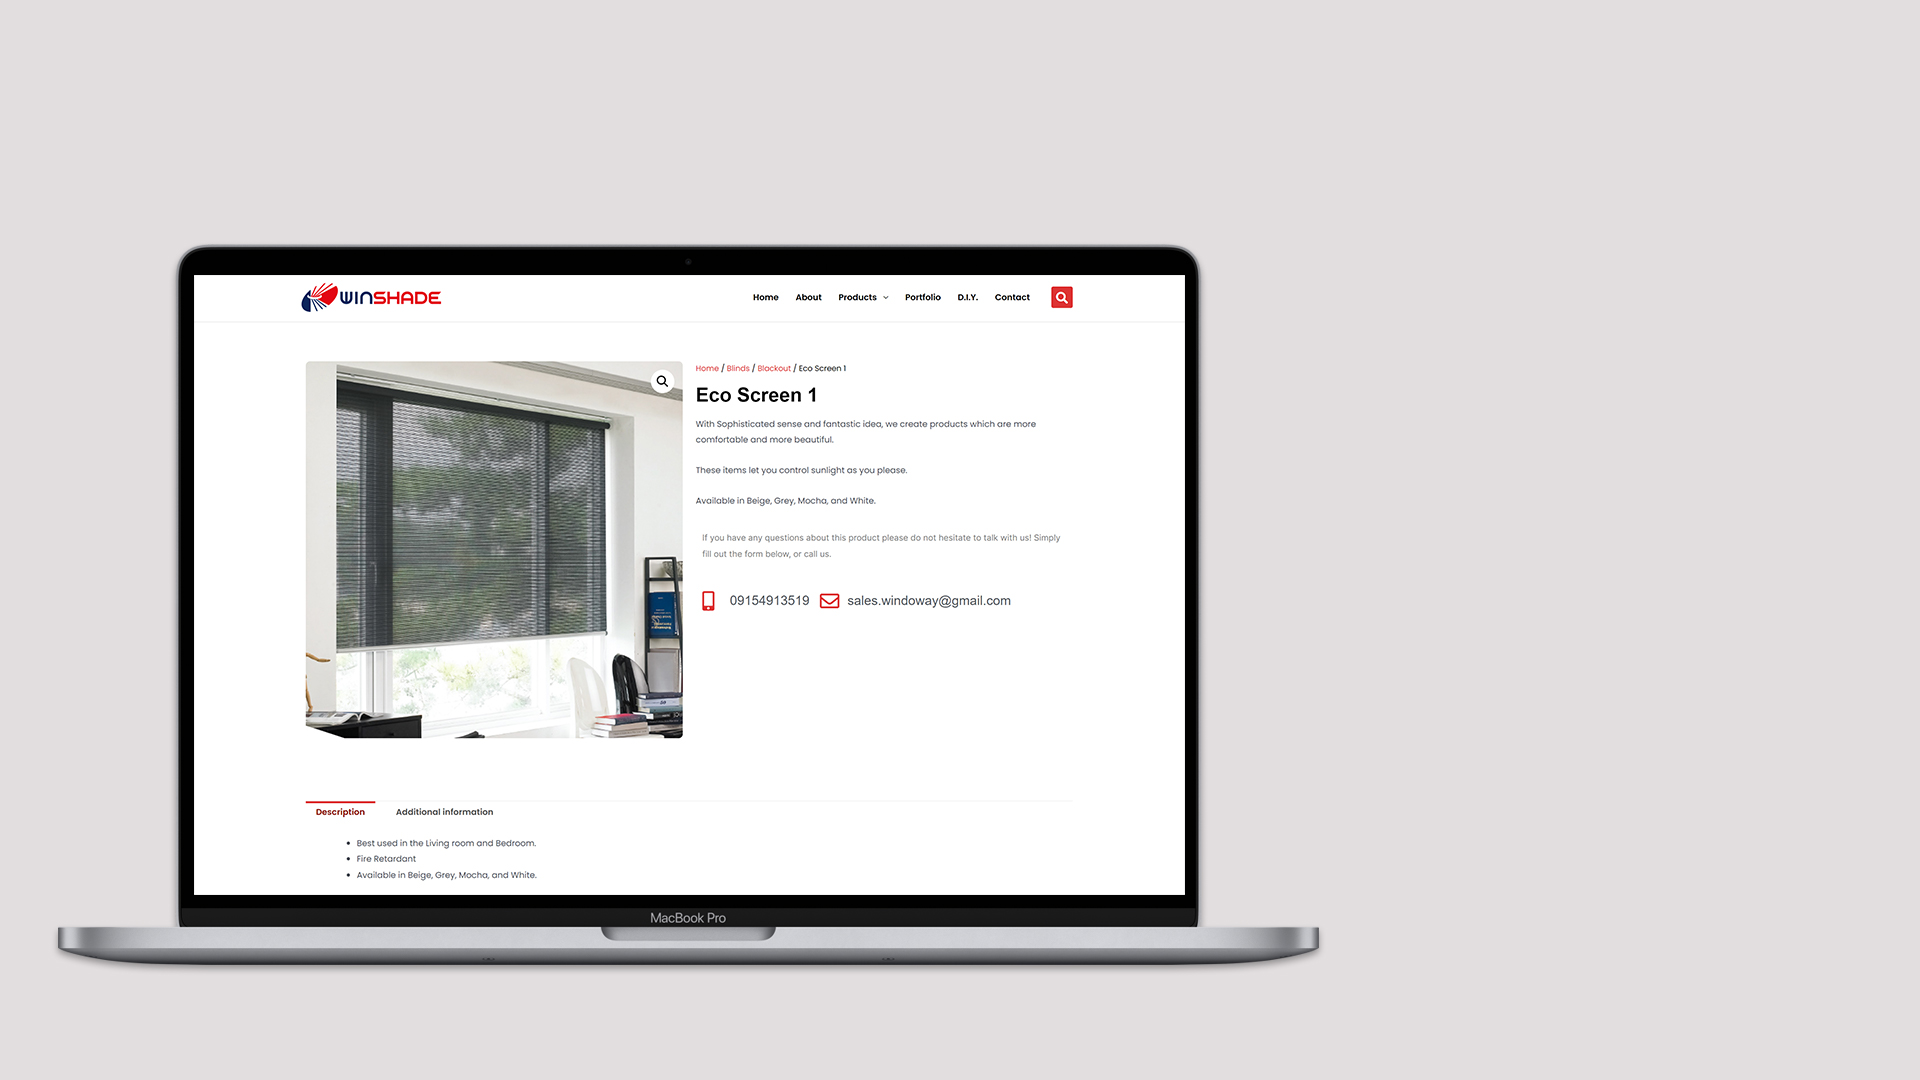 WINSHADE
Home About Products Portfolio D.I.Y. Contact
Home / Blinds / Blackout / Eco Screen 1
Eco Screen 1
With Sophisticated sense and fantastic idea, we create products which are more
comfortable and more beautiful.
These items let you control sunlight as you please.
Available in Beige, Grey, Mocha, and White.
If you have any questions about this product please do not hesitate to talk with us! Simply
fill out the form below, or call us.
09154913519 sales.windoway@gmail.com
Description Additional information
• Best used in the Living room and Bedroom.
• Fire Retardant
• Available in Beige, Grey, Mocha, and White.
MacBook Pro